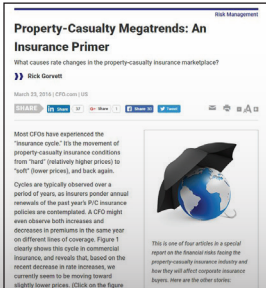 Risk Management
Property-Casualty Megatrends: An
Insurance Primer
What causes rate changes in the property-casualty insurance marketplace?
Rick Gorvett
March 23, 2016 | CFO.com | US
SHARE
Share
Share
Share
Tweet
Most CFOs have experienced the
"insurance cycle." It's the movement of
property-casualty insurance conditions
from "hard" (relatively higher prices) to
"soft" (lower prices), and back again.
Cycles are typically observed over a
period of years, as insurers ponder annual
renewals of the past year's P/C insurance
policies are contemplated. A CFO might
even observe both increases and
decreases in premiums in the same year
on different lines of coverage. Figure 1
clearly shows this cycle in commercial
insurance, and reveals that, based on the
recent decrease in rate increases, we
currently seem to be moving toward
slightly lower prices. (Click on the figure
This is one of four articles in a special
report on the financial risks facing the
property-casualty insurance industry and
how they will affect corporate insurance
buyers. Here are the other stories: